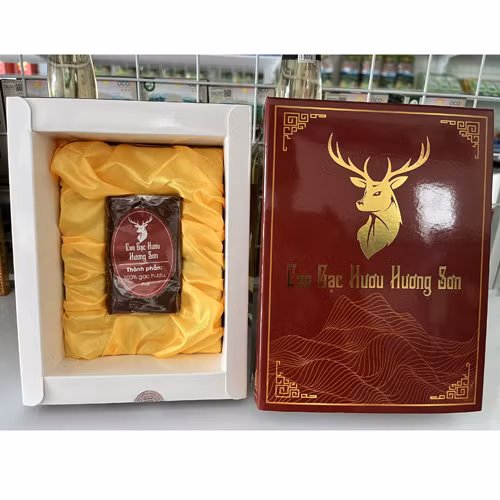 Cao Gạc Hươu
Hương Sơn
Thành phần:
100% gạc hươu
Cao Gạc Hươu Hương Sơn